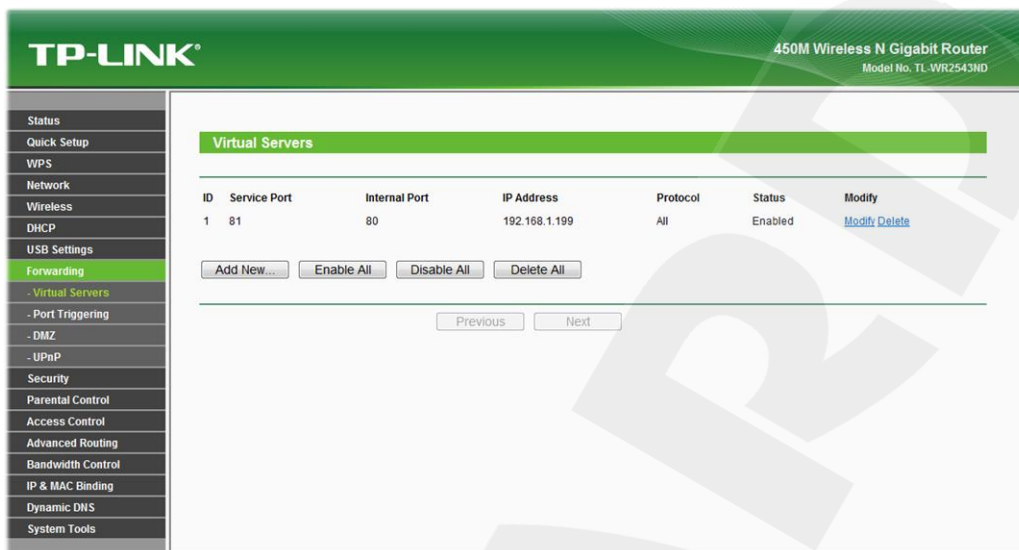 TP-LINK®
450M Wireless N Gigabit Router
Model No. TL-WR2543ND
Status
Quick Setup
WPS
Network
Wireless
DHCP
USB Settings
Forwarding
- Virtual Servers
- Port Triggering
- DMZ
- UPnP
Security
Parental Control
Access Control
Advanced Routing
Bandwidth Control
IP & MAC Binding
Dynamic DNS
System Tools
Virtual Servers
ID Service Port Internal Port IP Address Protocol Status Modify
1 81 80 192.168.1.199 All Enabled Modify Delete
Add New... Enable All Disable All Delete All
Previous Next